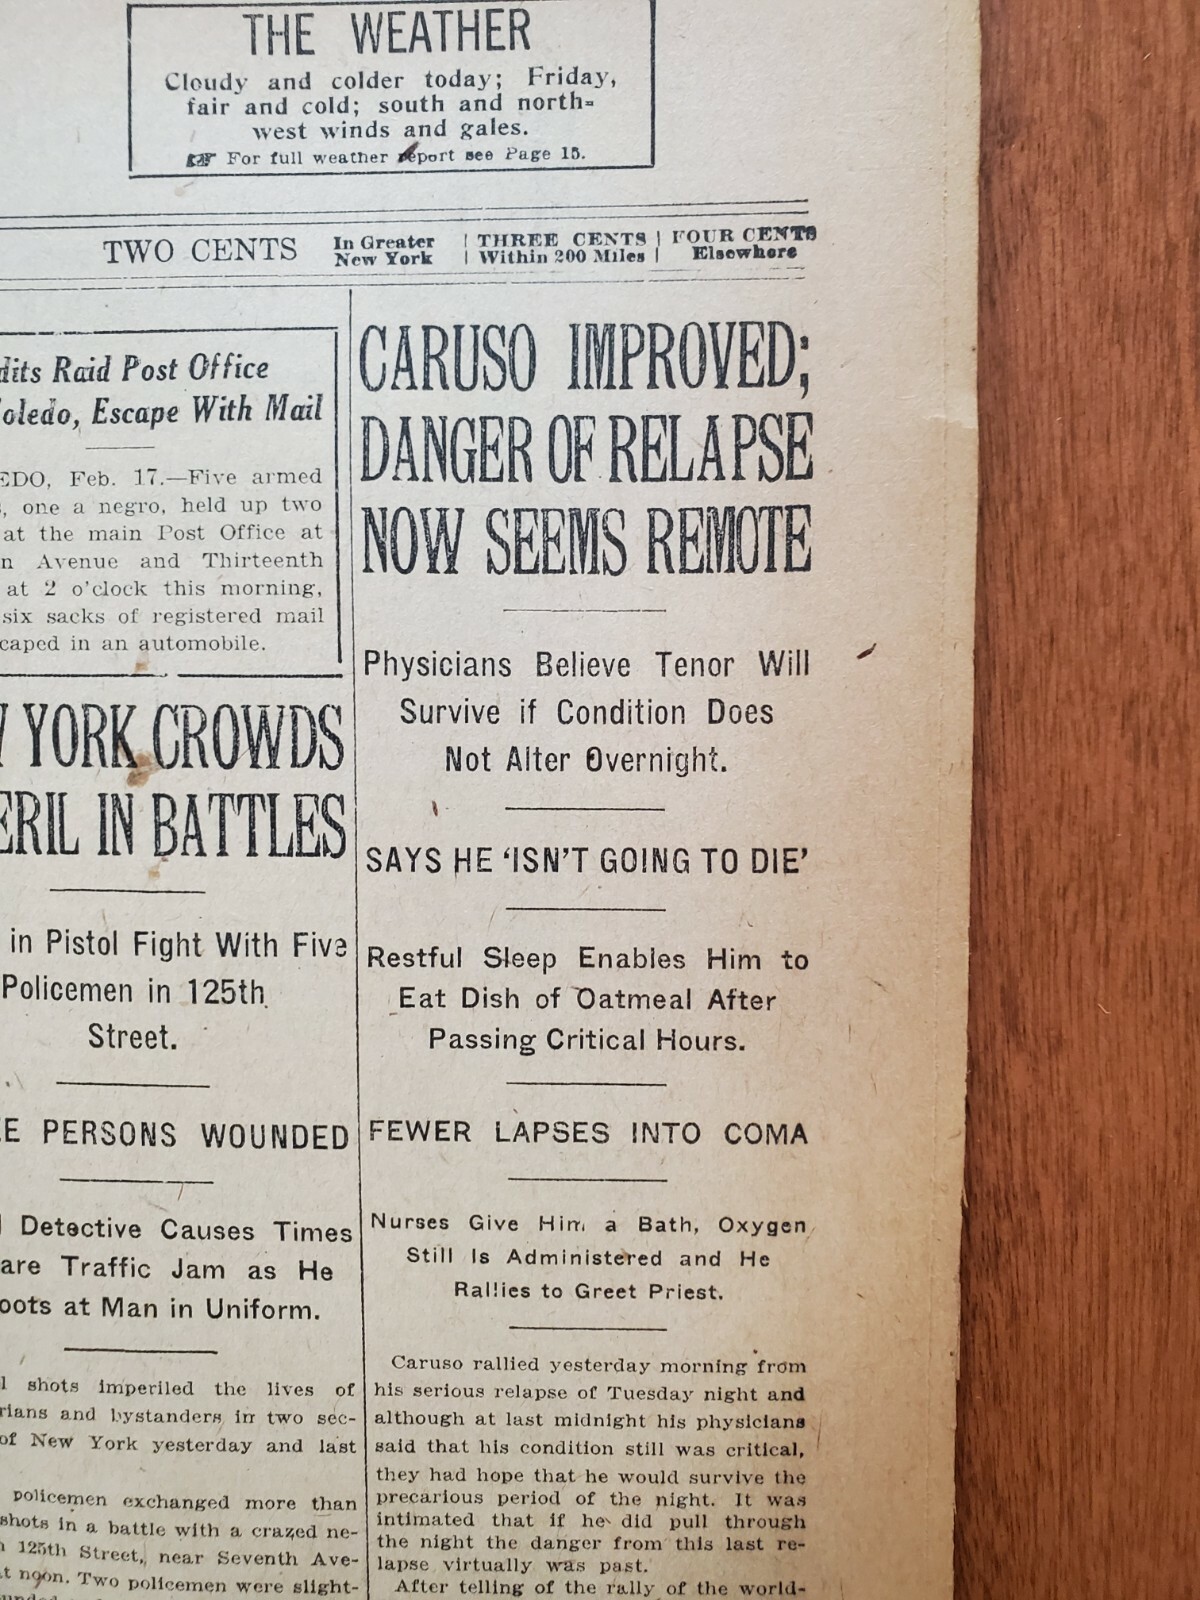 THE WEATHER
Cloudy and colder today; Friday,
fair and cold; south and north-
west winds and gales.
☞ For full weather report see Page 15.
TWO CENTS In Greater New York | THREE CENTS Within 200 Miles | FOUR CENTS Elsewhere
dits Raid Post Office
oledo, Escape With Mail
EDO, Feb. 17.—Five armed
s, one a negro, held up two
at the main Post Office at
n Avenue and Thirteenth
at 2 o'clock this morning,
six sacks of registered mail
caped in an automobile.
YORK CROWDS
ERIL IN BATTLES
in Pistol Fight With Five
Policemen in 125th
Street.
EE PERSONS WOUNDED
Detective Causes Times
are Traffic Jam as He
oots at Man in Uniform.
l shots imperiled the lives of
rians and bystanders in two sec-
of New York yesterday and last
policemen exchanged more than
shots in a battle with a crazed ne-
n 125th Street, near Seventh Ave-
at noon. Two policemen were slight-
CARUSO IMPROVED;
DANGER OF RELAPSE
NOW SEEMS REMOTE
Physicians Believe Tenor Will
Survive if Condition Does
Not Alter Overnight.
SAYS HE 'ISN'T GOING TO DIE'
Restful Sleep Enables Him to
Eat Dish of Oatmeal After
Passing Critical Hours.
FEWER LAPSES INTO COMA
Nurses Give Him a Bath, Oxygen
Still Is Administered and He
Rallies to Greet Priest.
Caruso rallied yesterday morning from
his serious relapse of Tuesday night and
although at last midnight his physicians
said that his condition still was critical,
they had hope that he would survive the
precarious period of the night. It was
intimated that if he did pull through
the night the danger from this last re-
lapse virtually was past.
After telling of the rally of the world-